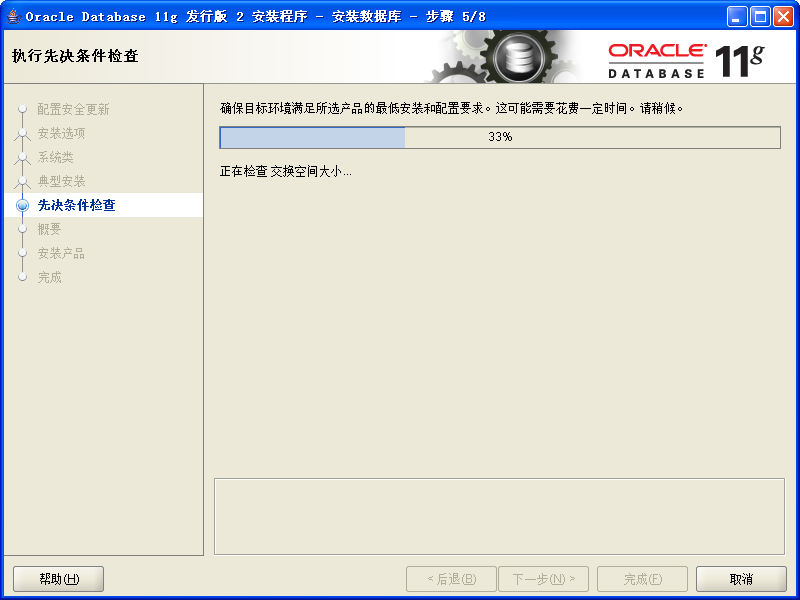 Oracle Database 11g 发行版 2 安装程序 - 安装数据库 - 步骤 5/8
执行先决条件检查
ORACLE
DATABASE
11g
配置安全更新
安装选项
系统类
典型安装
先决条件检查
概要
安装产品
完成
确保目标环境满足所选产品的最低安装和配置要求。这可能需要花费一定时间。请稍候。
33%
正在检查 交换空间大小...
帮助(H)
< 后退(B)
下一步(N) >
完成(F)
取消